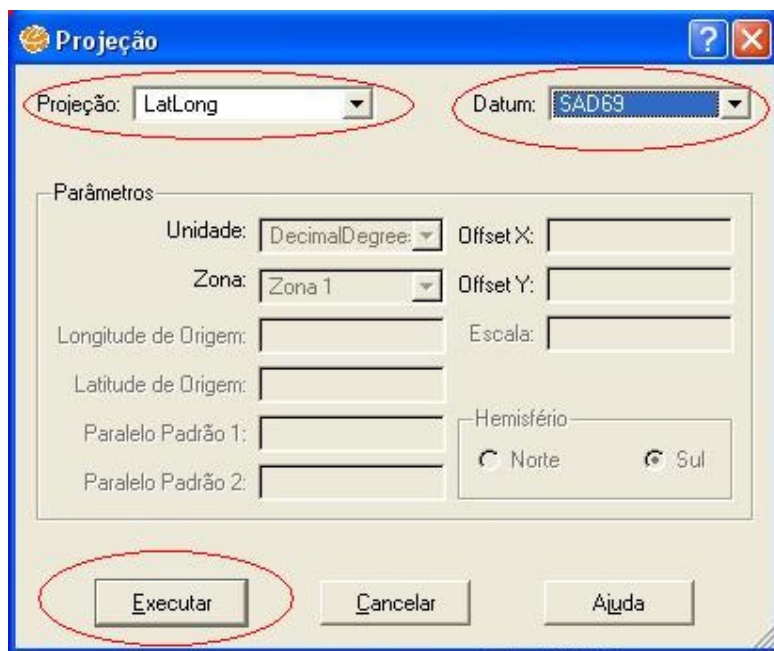 Projeção
Projeção: LatLong Datum: SAD69
Parâmetros
Unidade: DecimalDegree: Offset X:
Zona: Zona 1 Offset Y:
Longitude de Origem: Escala:
Latitude de Origem:
Paralelo Padrão 1: Hemisfério
Paralelo Padrão 2: Norte Sul
Executar Cancelar Ajuda